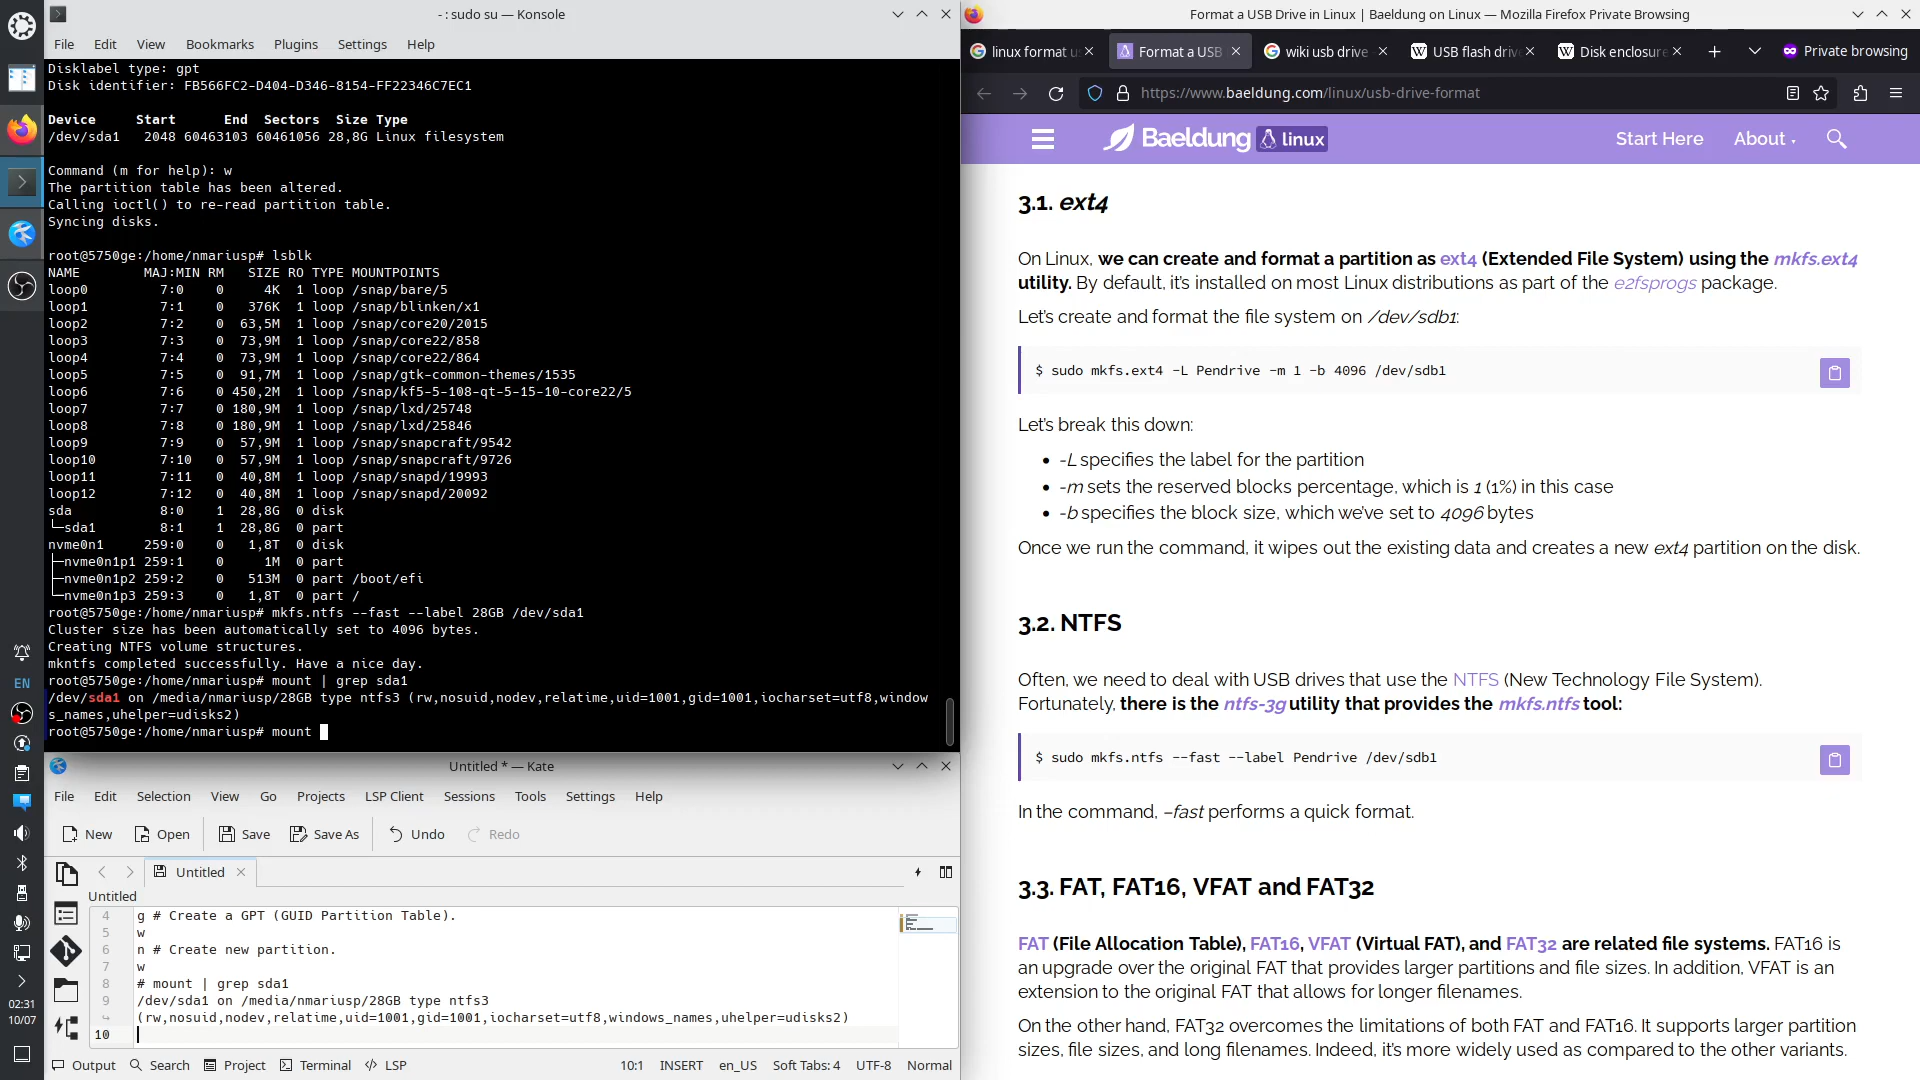 - : sudo su — Konsole
File Edit View Bookmarks Plugins Settings Help
Disklabel type: gpt
Disk identifier: FB566FC2-D404-D346-8154-FF22346C7EC1
Device Start End Sectors Size Type
/dev/sda1 2048 60463103 60461056 28,8G Linux filesystem
Command (m for help): w
The partition table has been altered.
Calling ioctl() to re-read partition table.
Syncing disks.
root@5750ge:/home/nmariusp# lsblk
NAME MAJ:MIN RM SIZE RO TYPE MOUNTPOINTS
loop0 7:0 0 4K 1 loop /snap/bare/5
loop1 7:1 0 376K 1 loop /snap/blinken/x1
loop2 7:2 0 63,5M 1 loop /snap/core20/2015
loop3 7:3 0 73,9M 1 loop /snap/core22/858
loop4 7:4 0 73,9M 1 loop /snap/core22/864
loop5 7:5 0 91,7M 1 loop /snap/gtk-common-themes/1535
loop6 7:6 0 450,2M 1 loop /snap/kf5-5-108-qt-5-15-10-core22/5
loop7 7:7 0 180,9M 1 loop /snap/lxd/25748
loop8 7:8 0 180,9M 1 loop /snap/lxd/25846
loop9 7:9 0 57,9M 1 loop /snap/snapcraft/9542
loop10 7:10 0 57,9M 1 loop /snap/snapcraft/9726
loop11 7:11 0 40,8M 1 loop /snap/snapd/19993
loop12 7:12 0 40,8M 1 loop /snap/snapd/20092
sda 8:0 1 28,8G 0 disk
└─sda1 8:1 1 28,8G 0 part
nvme0n1 259:0 0 1,8T 0 disk
├─nvme0n1p1 259:1 0 1M 0 part
├─nvme0n1p2 259:2 0 513M 0 part /boot/efi
└─nvme0n1p3 259:3 0 1,8T 0 part /
root@5750ge:/home/nmariusp# mkfs.ntfs --fast --label 28GB /dev/sda1
Cluster size has been automatically set to 4096 bytes.
Creating NTFS volume structures.
mkntfs completed successfully. Have a nice day.
root@5750ge:/home/nmariusp# mount | grep sda1
/dev/sda1 on /media/nmariusp/28GB type ntfs3 (rw,nosuid,nodev,relatime,uid=1001,gid=1001,iocharset=utf8,window
s_names,uhelper=udisks2)
root@5750ge:/home/nmariusp# mount
Untitled * — Kate
File Edit Selection View Go Projects LSP Client Sessions Tools Settings Help
New Open Save Save As Undo Redo
Untitled
Untitled
4 g # Create a GPT (GUID Partition Table).
5 w
6 n # Create new partition.
7 w
8 # mount | grep sda1
9 /dev/sda1 on /media/nmariusp/28GB type ntfs3
(rw,nosuid,nodev,relatime,uid=1001,gid=1001,iocharset=utf8,windows_names,uhelper=udisks2)
10
Output Search Project Terminal LSP 10:1 INSERT en_US Soft Tabs: 4 UTF-8 Normal
EN
02:31
10/07
Format a USB Drive in Linux | Baeldung on Linux — Mozilla Firefox Private Browsing
linux format u
Format a USB
wiki usb drive
USB flash driv
Disk enclosure
Private browsing
https://www.baeldung.com/linux/usb-drive-format
Baeldung linux
Start Here About
3.1. ext4
On Linux, we can create and format a partition as ext4 (Extended File System) using the mkfs.ext4
utility. By default, it's installed on most Linux distributions as part of the e2fsprogs package.
Let's create and format the file system on /dev/sdb1:
$ sudo mkfs.ext4 -L Pendrive -m 1 -b 4096 /dev/sdb1
Let's break this down:
• -L specifies the label for the partition
• -m sets the reserved blocks percentage, which is 1 (1%) in this case
• -b specifies the block size, which we've set to 4096 bytes
Once we run the command, it wipes out the existing data and creates a new ext4 partition on the disk.
3.2. NTFS
Often, we need to deal with USB drives that use the NTFS (New Technology File System).
Fortunately, there is the ntfs-3g utility that provides the mkfs.ntfs tool:
$ sudo mkfs.ntfs --fast --label Pendrive /dev/sdb1
In the command, –fast performs a quick format.
3.3. FAT, FAT16, VFAT and FAT32
FAT (File Allocation Table), FAT16, VFAT (Virtual FAT), and FAT32 are related file systems. FAT16 is
an upgrade over the original FAT that provides larger partitions and file sizes. In addition, VFAT is an
extension to the original FAT that allows for longer filenames.
On the other hand, FAT32 overcomes the limitations of both FAT and FAT16. It supports larger partition
sizes, file sizes, and long filenames. Indeed, it's more widely used as compared to the other variants.